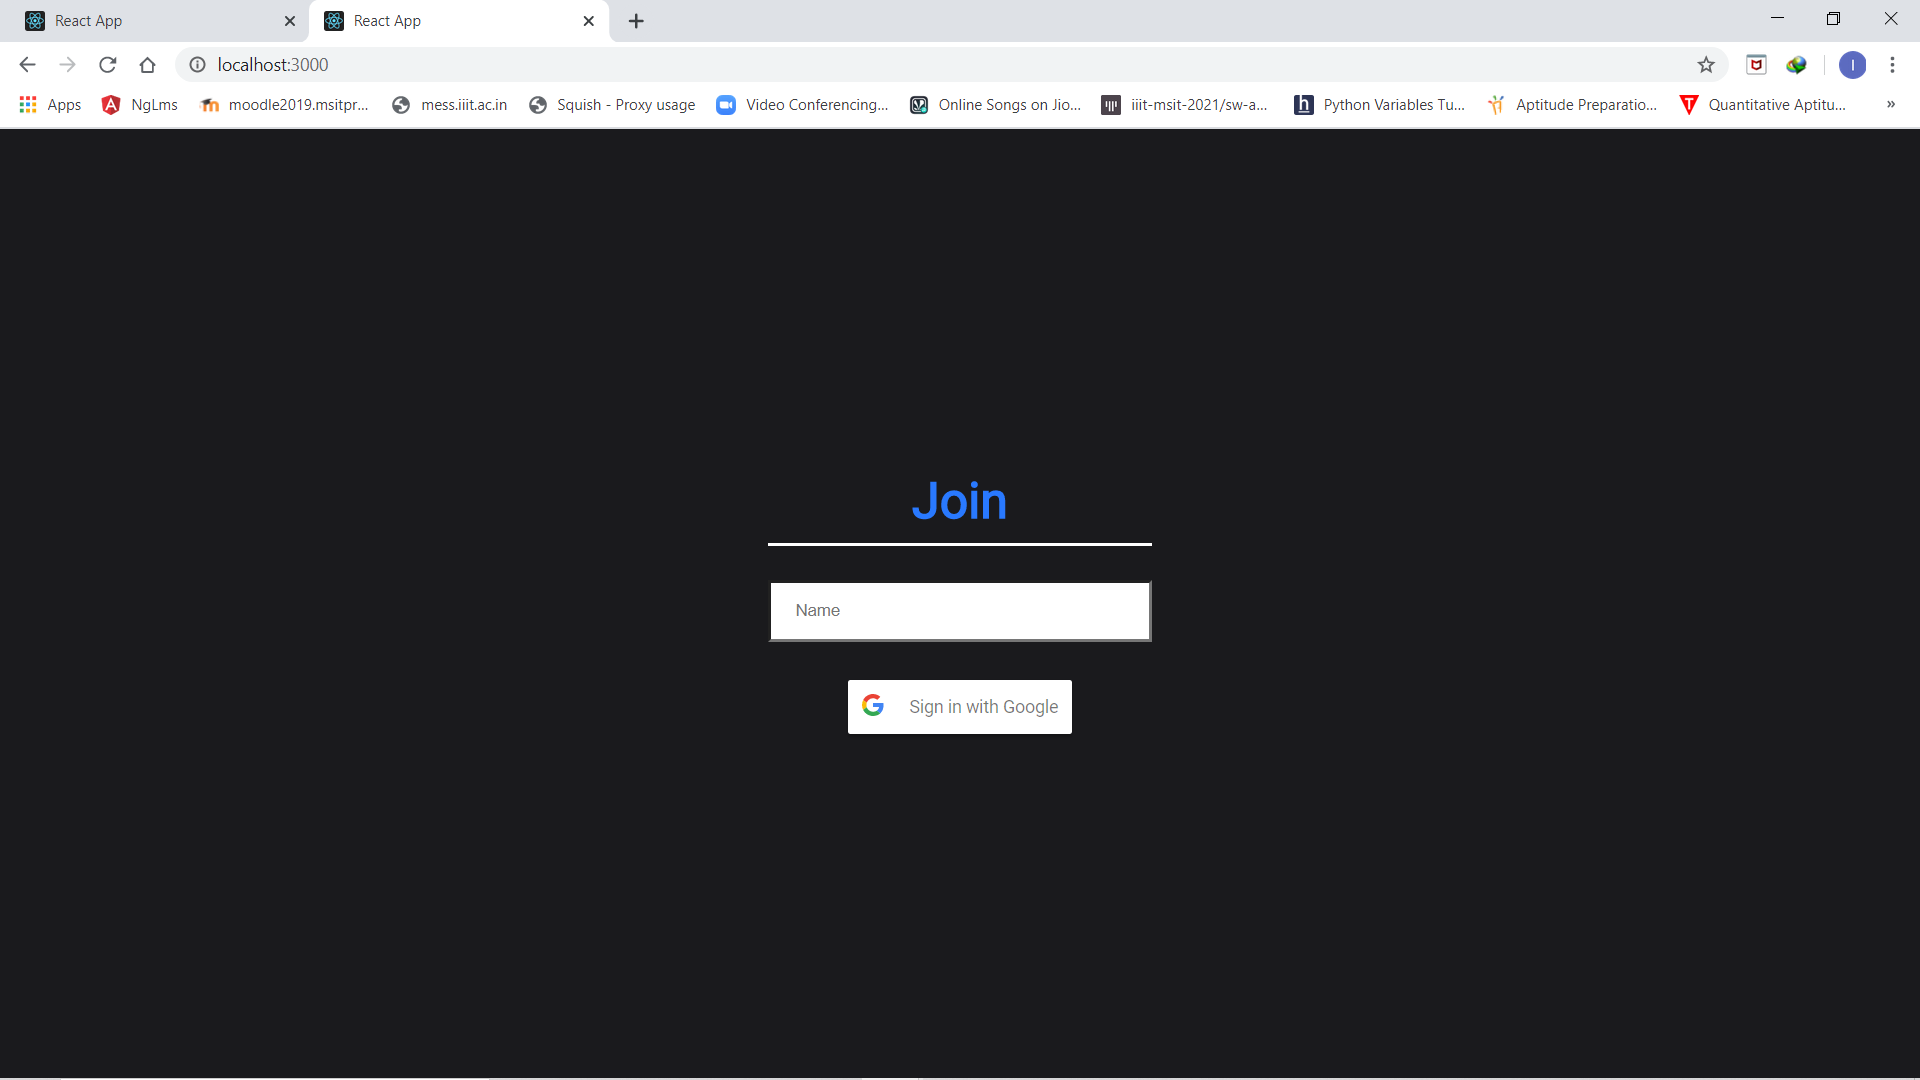 React App
React App
localhost:3000
I
Apps
NgLms
moodle2019.msitpr...
mess.iiit.ac.in
Squish - Proxy usage
Video Conferencing...
Online Songs on Jio...
iiit-msit-2021/sw-a...
Python Variables Tu...
Aptitude Preparatio...
Quantitative Aptitu...
»
Join
Name
Sign in with Google